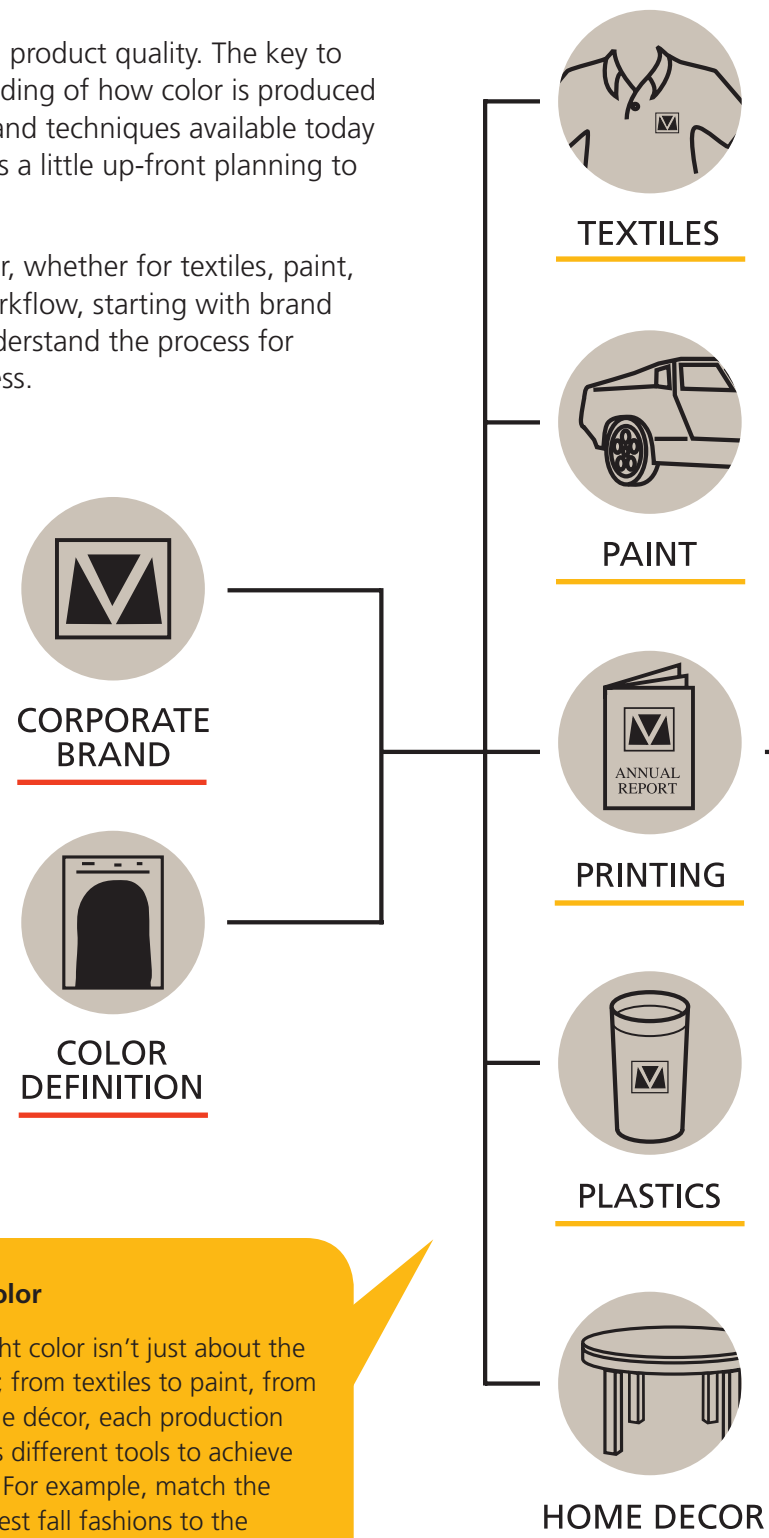 product quality. The key to
ding of how color is produced
and techniques available today
s a little up-front planning to
r, whether for textiles, paint,
rkflow, starting with brand
derstand the process for
ess.
CORPORATE
BRAND
COLOR
DEFINITION
TEXTILES
PAINT
ANNUAL
REPORT
PRINTING
PLASTICS
HOME DECOR
olor
ht color isn’t just about the
; from textiles to paint, from
e décor, each production
s different tools to achieve
For example, match the
est fall fashions to the